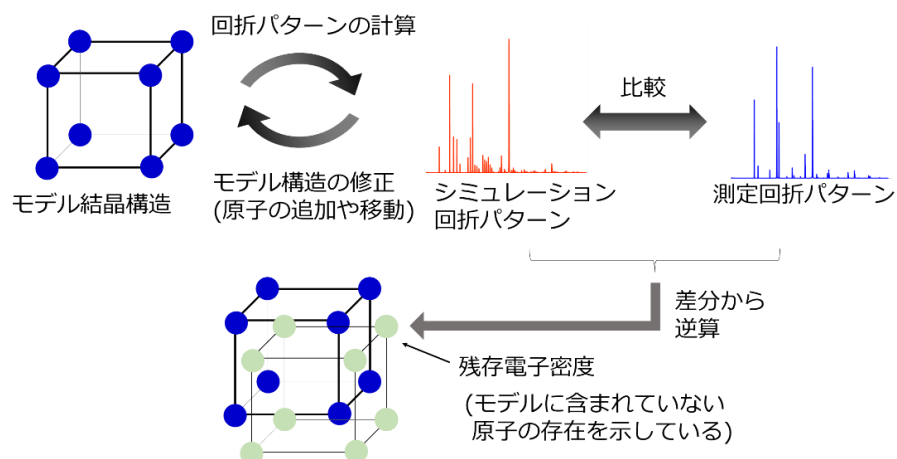 回折パターンの計算
比較
モデル結晶構造
モデル構造の修正
(原子の追加や移動)
シミュレーション
回折パターン
測定回折パターン
差分から
逆算
残存電子密度
(モデルに含まれていない
原子の存在を示している)